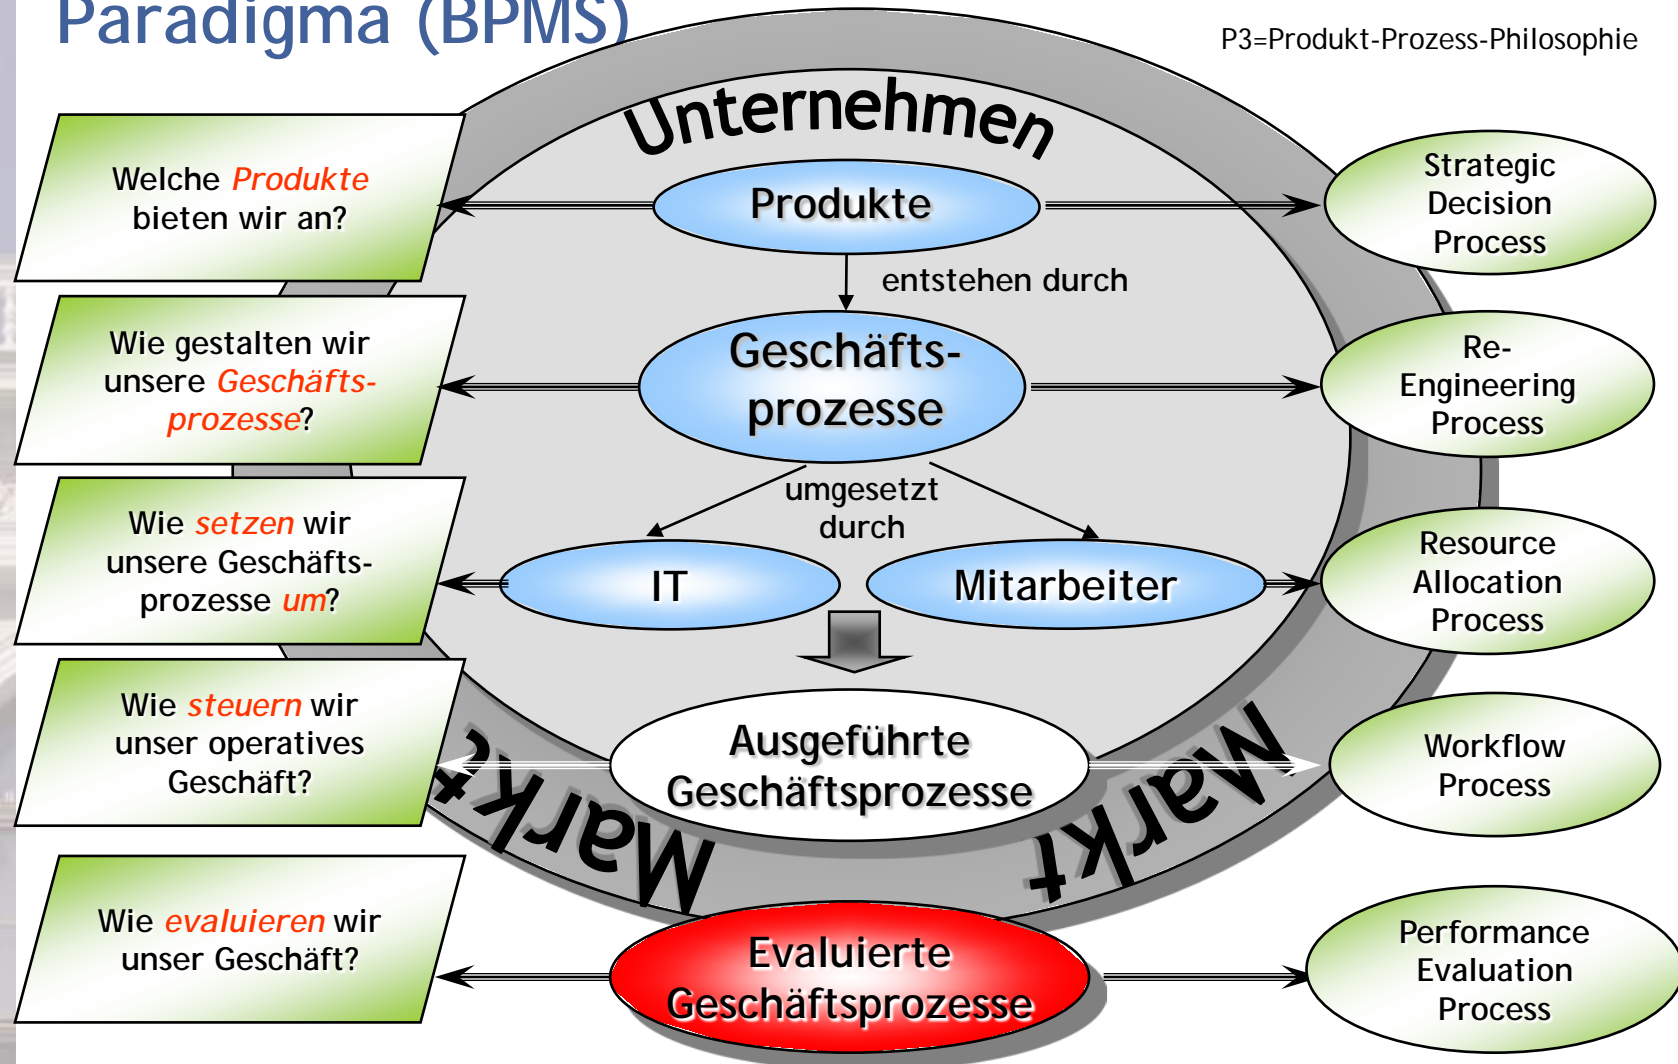 Paradigma (BPMS)
P3=Produkt-Prozess-Philosophie
Unternehmen
Welche Produkte
bieten wir an?
Produkte
Strategic
Decision
Process
entstehen durch
Wie gestalten wir
unsere Geschäfts-
prozesse?
Geschäfts-
prozesse
Re-
Engineering
Process
umgesetzt
durch
Wie setzen wir
unsere Geschäfts-
prozesse um?
IT
Mitarbeiter
Resource
Allocation
Process
Wie steuern wir
unser operatives
Geschäft?
Ausgeführte
Geschäftsprozesse
Workflow
Process
Markt
Markt
Wie evaluieren wir
unser Geschäft?
Evaluierte
Geschäftsprozesse
Performance
Evaluation
Process